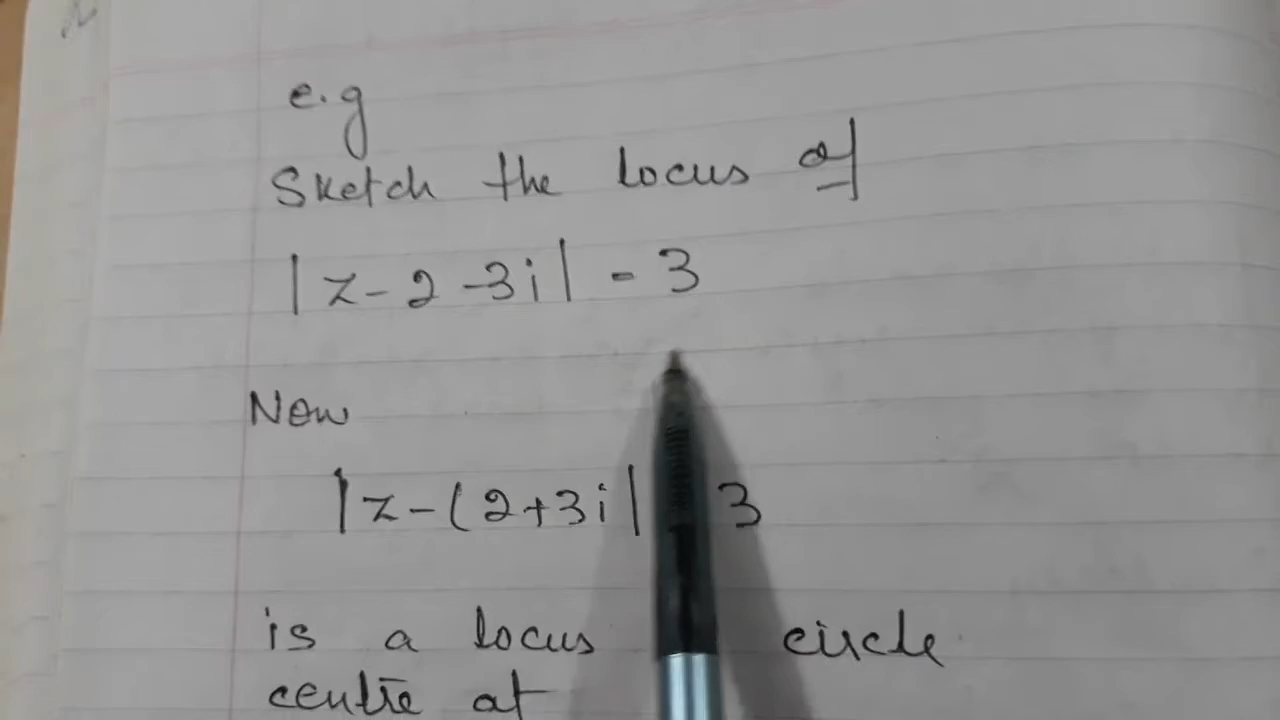 e.g
Sketch the locus of
|z-2-3i| = 3
Now
|z-(2+3i| 3
is a locus circle
centre at